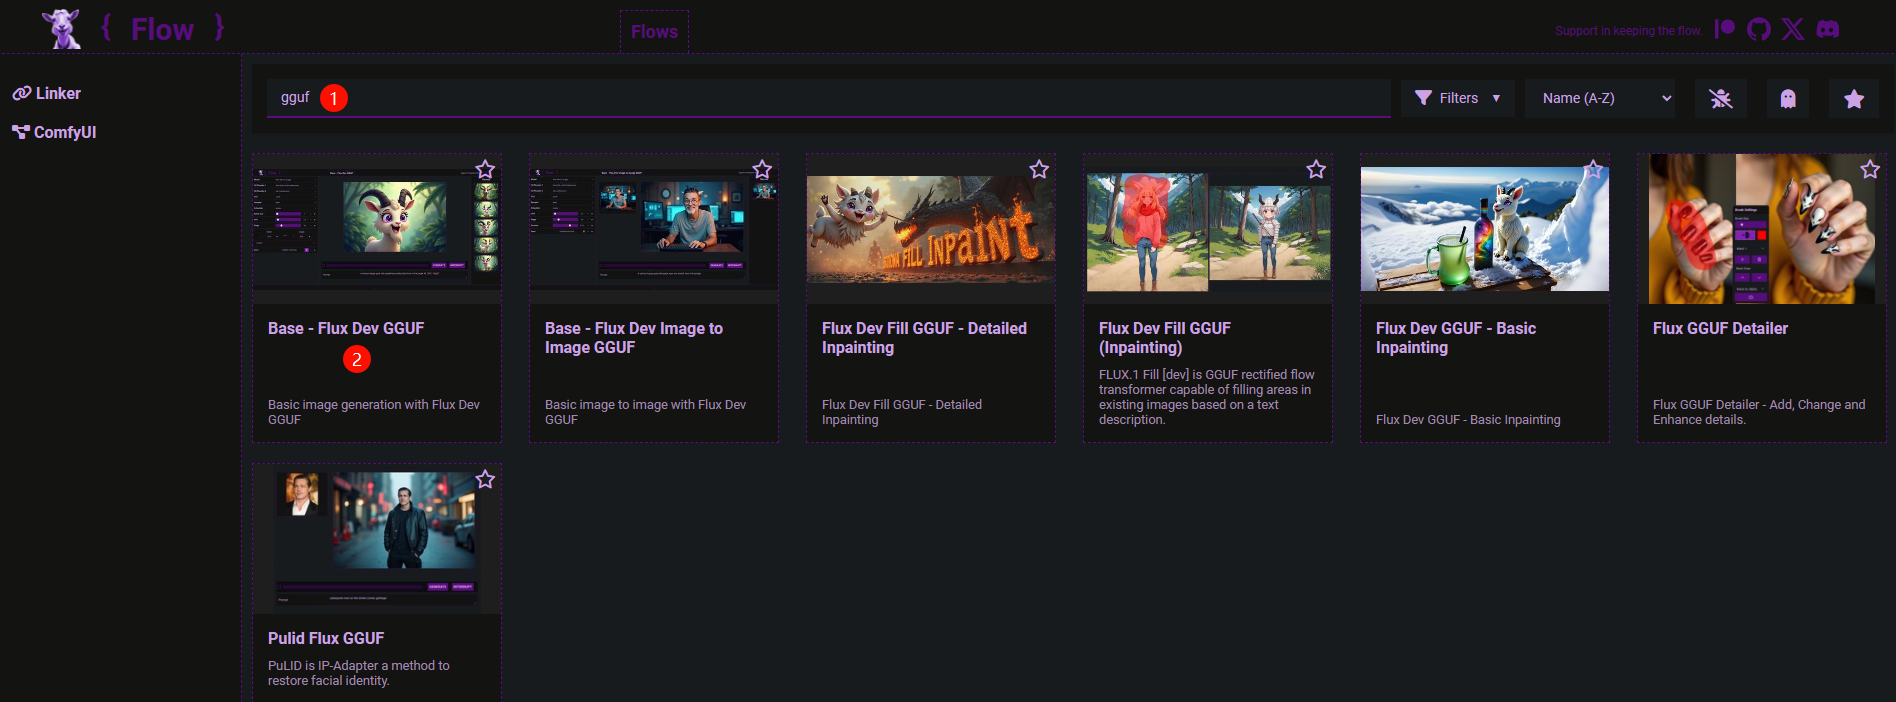 { Flow }
Flows
Support in keeping the flow.
Linker
ComfyUI
gguf
1
Filters ▼
Name (A-Z)
Base - Flux Dev GGUF
2
Basic image generation with Flux Dev
GGUF
Base - Flux Dev Image to
Image GGUF
Basic image to image with Flux Dev
GGUF
FILL INPAINT
Flux Dev Fill GGUF - Detailed
Inpainting
Flux Dev Fill GGUF - Detailed
Inpainting
Flux Dev Fill GGUF
(Inpainting)
FLUX.1 Fill [dev] is GGUF rectified flow
transformer capable of filling areas in
existing images based on a text
description.
Flux Dev GGUF - Basic
Inpainting
Flux Dev GGUF - Basic Inpainting
Flux GGUF Detailer
Flux GGUF Detailer - Add, Change and
Enhance details.
Pulid Flux GGUF
PuLID is IP-Adapter a method to
restore facial identity.